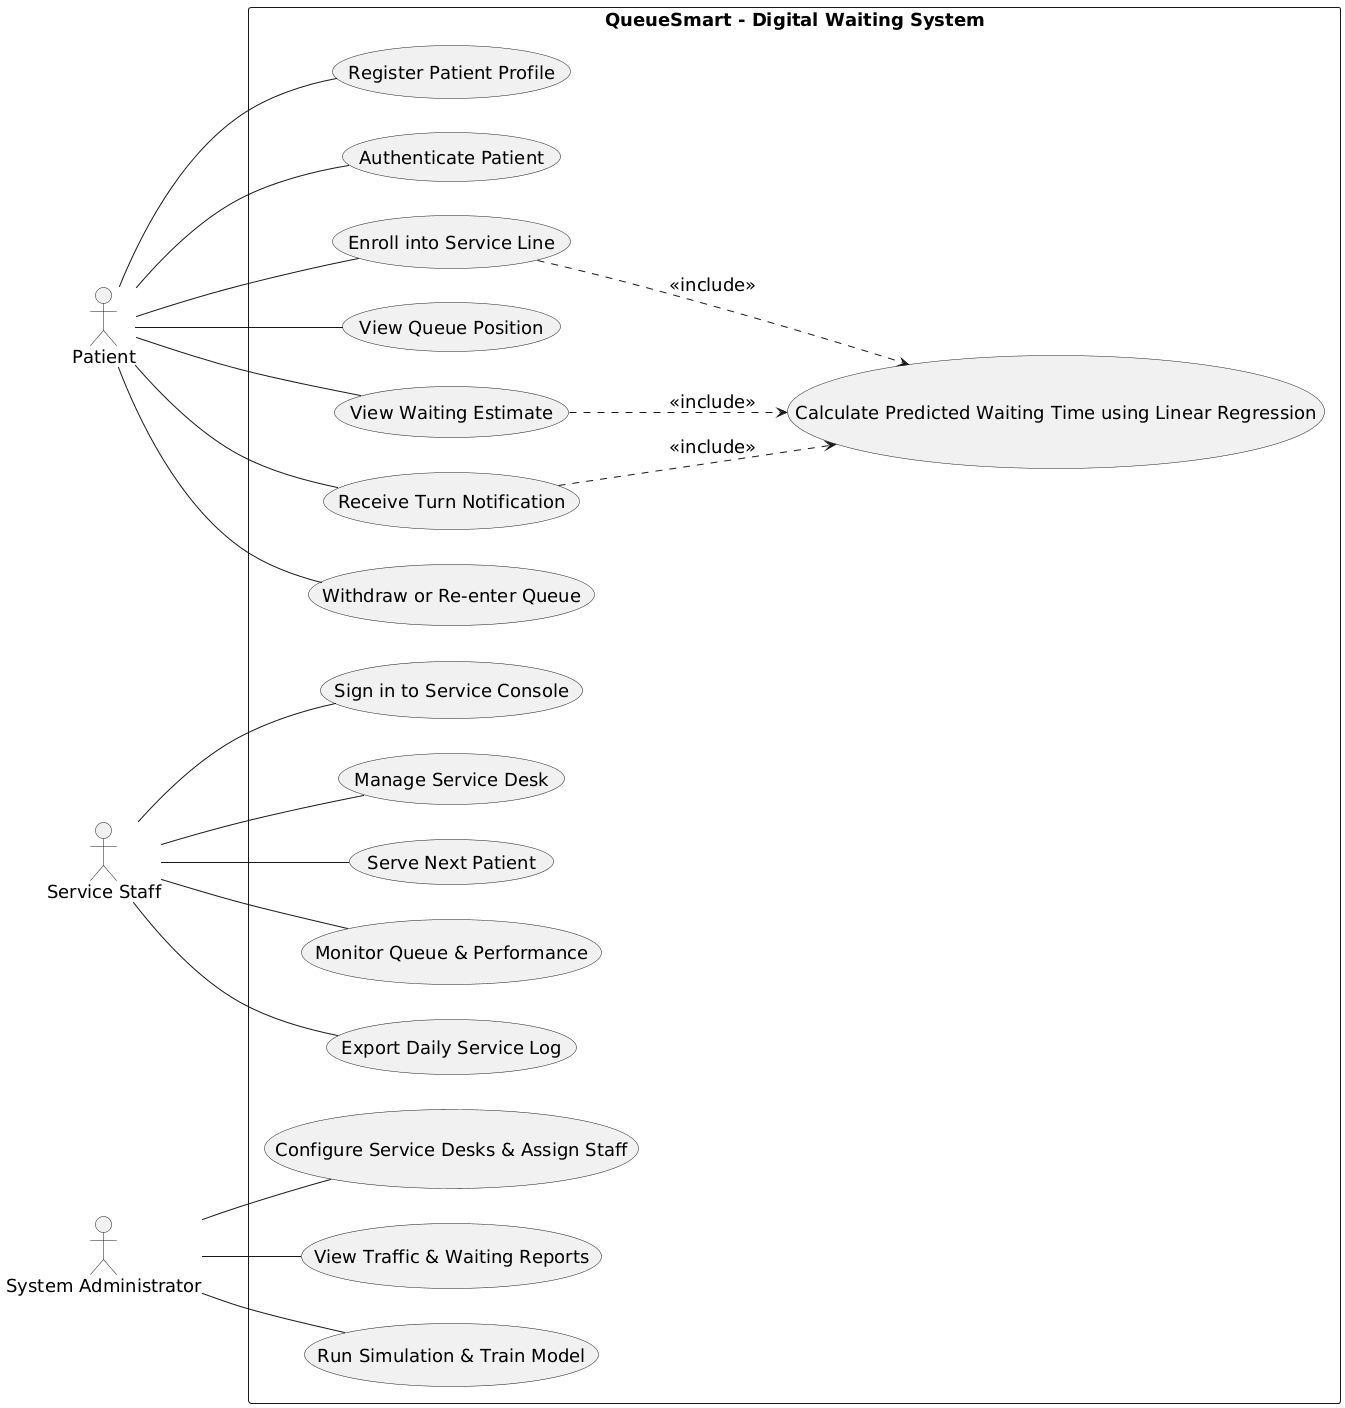 QueueSmart - Digital Waiting System
Register Patient Profile
Authenticate Patient
Enroll into Service Line
«include»
View Queue Position
Patient
View Waiting Estimate
«include»
Calculate Predicted Waiting Time using Linear Regression
«include»
Receive Turn Notification
Withdraw or Re-enter Queue
Sign in to Service Console
Manage Service Desk
Serve Next Patient
Service Staff
Monitor Queue & Performance
Export Daily Service Log
Configure Service Desks & Assign Staff
View Traffic & Waiting Reports
System Administrator
Run Simulation & Train Model